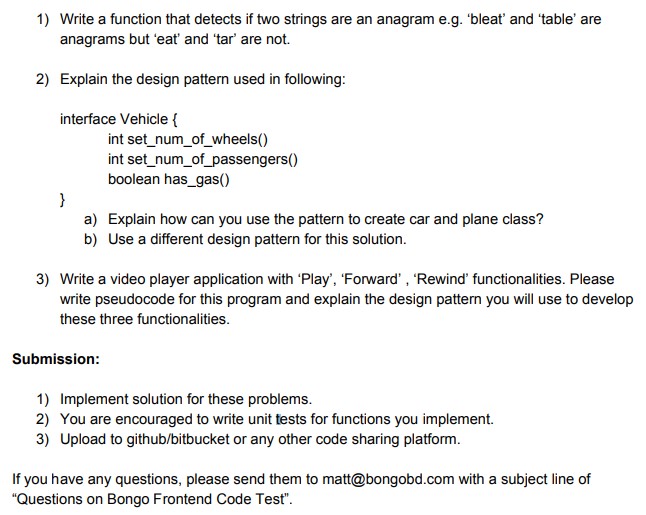 1) Write a function that detects if two strings are an anagram e.g. 'bleat' and 'table' are
anagrams but 'eat' and 'tar' are not.
2) Explain the design pattern used in following:
interface Vehicle {
int set_num_of_wheels()
int set_num_of_passengers()
boolean has_gas()
}
a) Explain how can you use the pattern to create car and plane class?
b) Use a different design pattern for this solution.
3) Write a video player application with 'Play', 'Forward' , 'Rewind' functionalities. Please
write pseudocode for this program and explain the design pattern you will use to develop
these three functionalities.
Submission:
1) Implement solution for these problems.
2) You are encouraged to write unit tests for functions you implement.
3) Upload to github/bitbucket or any other code sharing platform.
If you have any questions, please send them to matt@bongobd.com with a subject line of
"Questions on Bongo Frontend Code Test".